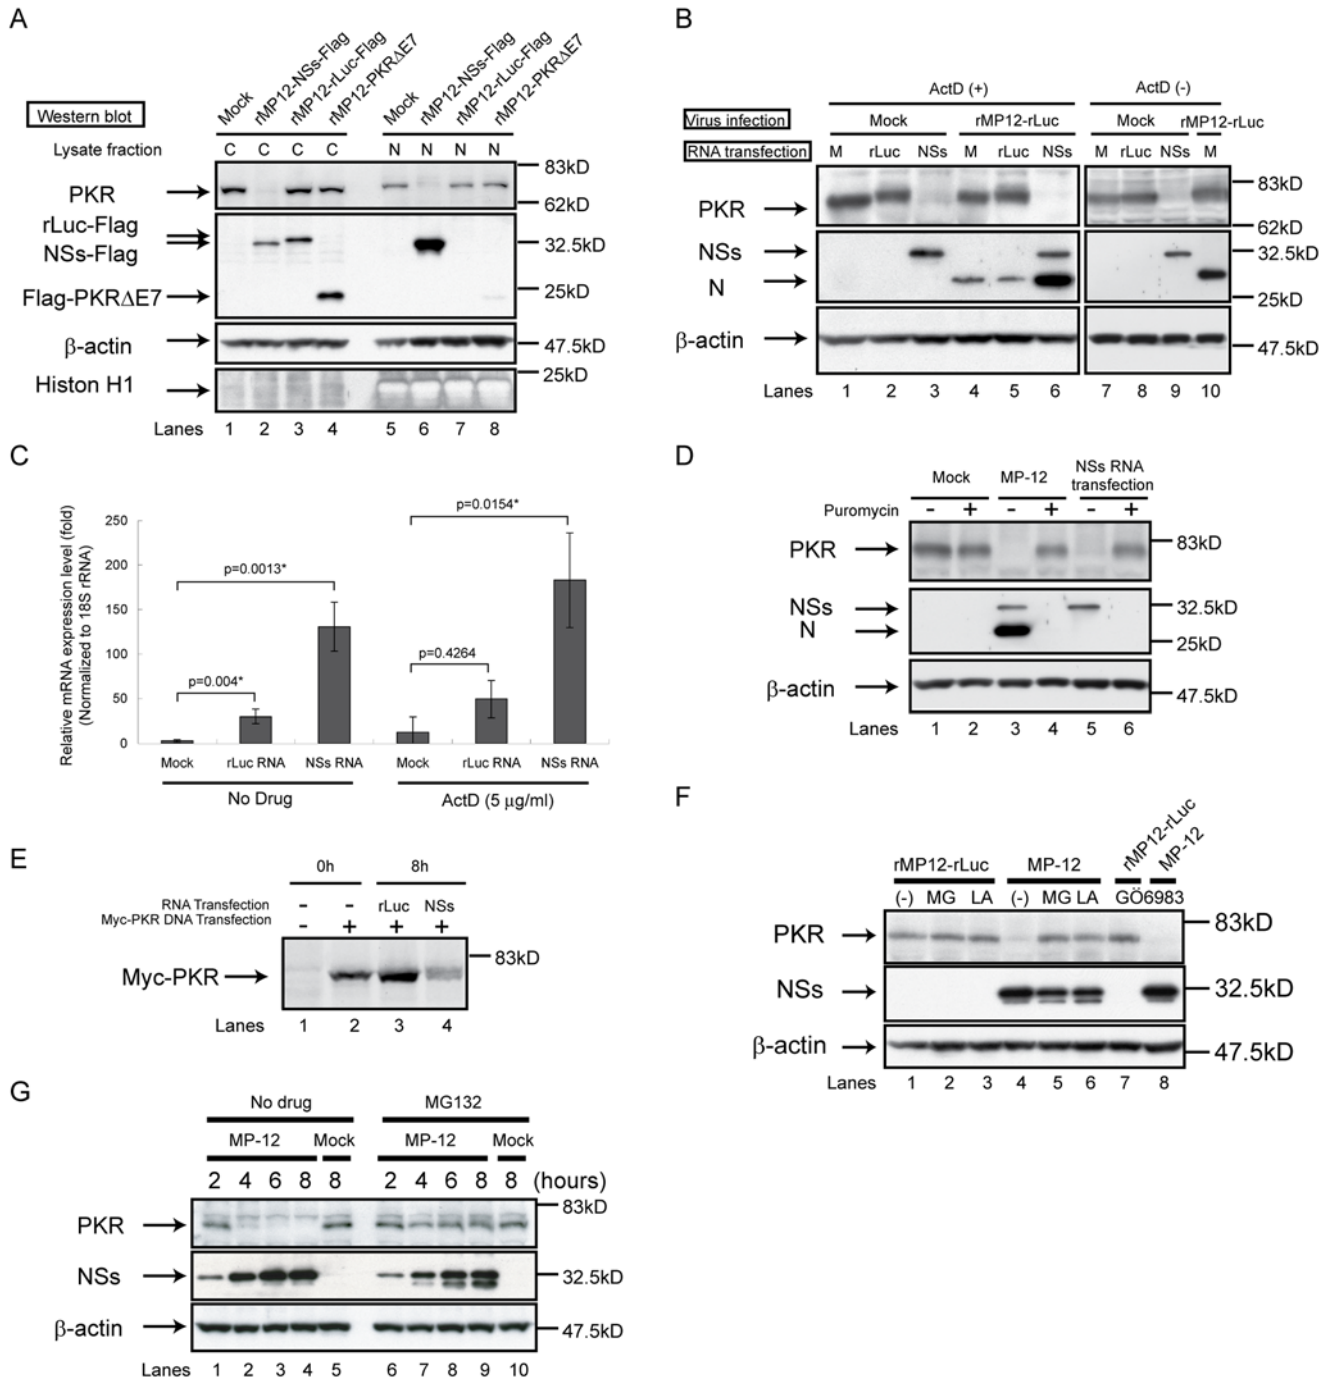 A
Mock
rMP12-NSs-Flag
rMP12-rLuc-Flag
rMP12-PKRΔE7
Mock
rMP12-NSs-Flag
rMP12-rLuc-Flag
rMP12-PKRΔE7
Western blot
Lysate fraction C C C C N N N N
PKR
83kD
62kD
rLuc-Flag
NSs-Flag
32.5kD
Flag-PKRΔE7
25kD
β-actin
47.5kD
Histon H1
25kD
Lanes 1 2 3 4 5 6 7 8
B
ActD (+) ActD (-)
Virus infection Mock rMP12-rLuc Mock rMP12-rLuc
RNA transfection M rLuc NSs M rLuc NSs M rLuc NSs M
PKR
83kD
62kD
NSs
32.5kD
N
25kD
β-actin
47.5kD
Lanes 1 2 3 4 5 6 7 8 9 10
C
Relative mRNA expression level (fold)
(Normalized to 18S rRNA)
250
200
150
100
50
0
p=0.004*
p=0.0013*
p=0.4264
p=0.0154*
Mock rLuc RNA NSs RNA Mock rLuc RNA NSs RNA
No Drug ActD (5 μg/ml)
D
Mock MP-12 NSs RNA
transfection
Puromycin - + - + - +
PKR
83kD
NSs
32.5kD
N
25kD
β-actin
47.5kD
Lanes 1 2 3 4 5 6
E
0h 8h
RNA Transfection - - rLuc NSs
Myc-PKR DNA Transfection - + + +
Myc-PKR
83kD
Lanes 1 2 3 4
F
rMP12-rLuc MP-12 rMP12-rLuc MP-12
(-) MG LA (-) MG LA GÖ6983
PKR
83kD
NSs
32.5kD
β-actin
47.5kD
Lanes 1 2 3 4 5 6 7 8
G
No drug MG132
MP-12 Mock MP-12 Mock
2 4 6 8 8 2 4 6 8 8 (hours)
PKR
83kD
NSs
32.5kD
β-actin
47.5kD
Lanes 1 2 3 4 5 6 7 8 9 10